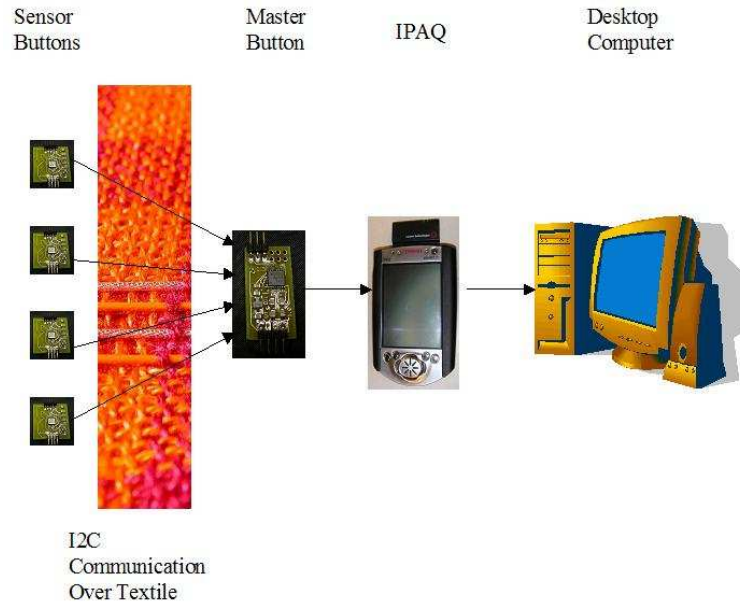 Sensor
Buttons
Master
Button
IPAQ
Desktop
Computer
I2C
Communication
Over Textile